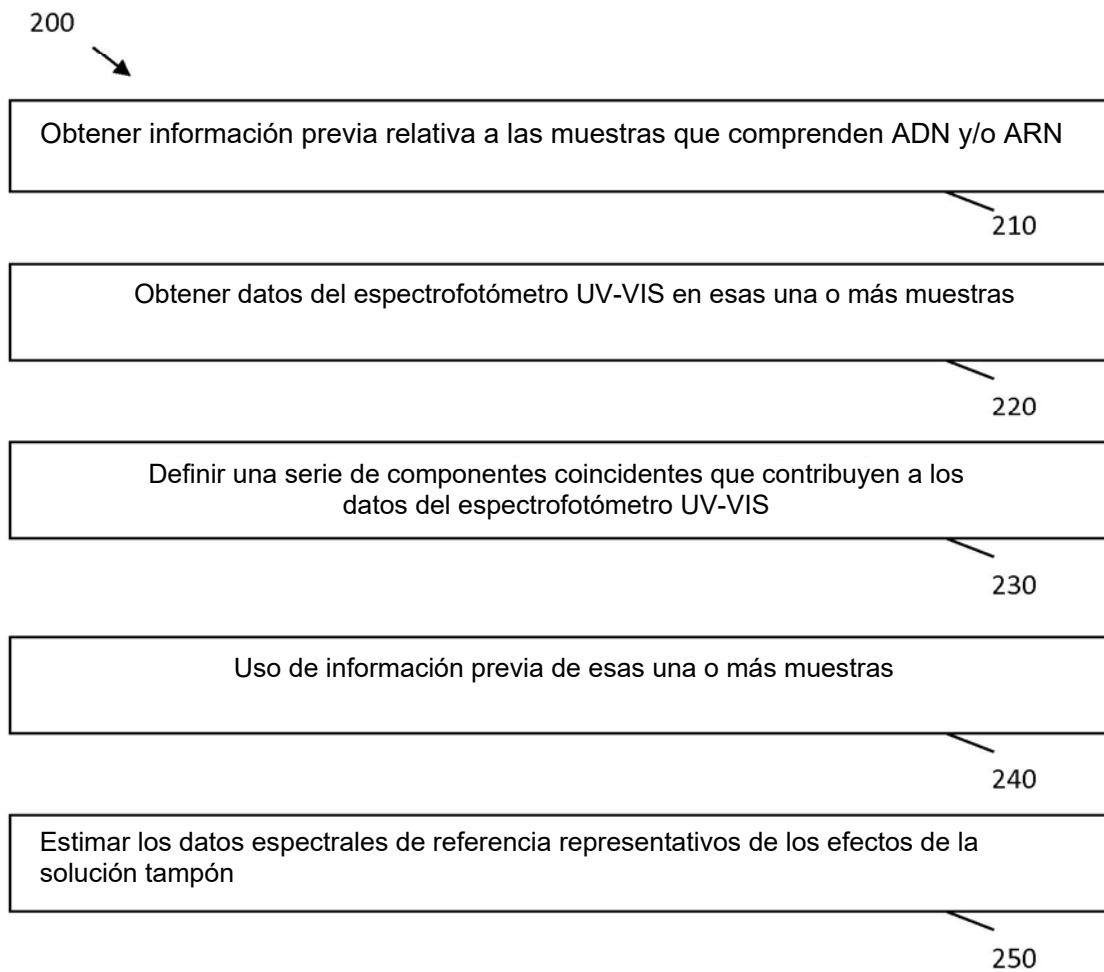 200
Obtener información previa relativa a las muestras que comprenden ADN y/o ARN
210
Obtener datos del espectrofotómetro UV-VIS en esas una o más muestras
220
Definir una serie de componentes coincidentes que contribuyen a los
datos del espectrofotómetro UV-VIS
230
Uso de información previa de esas una o más muestras
240
Estimar los datos espectrales de referencia representativos de los efectos de la
solución tampón
250